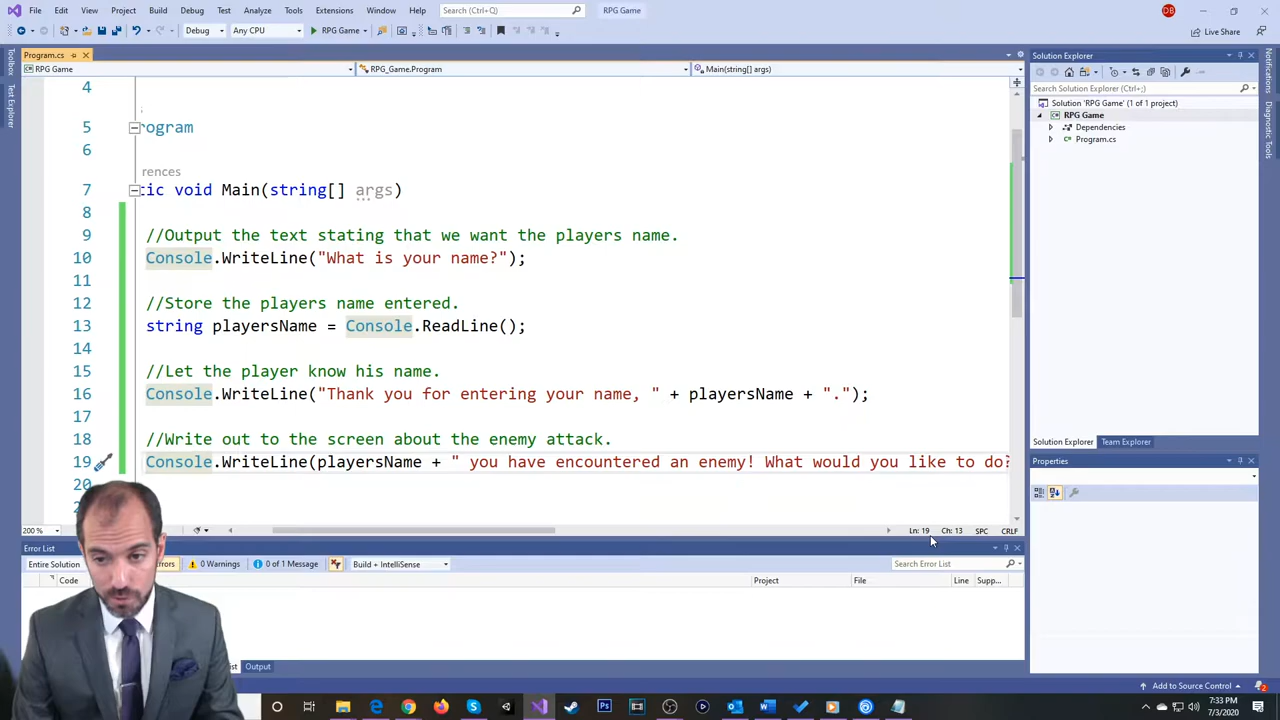 File Edit View Project Build Debug Test Analyze Tools Extensions Window Help Search (Ctrl+Q) RPG Game DB
Debug Any CPU RPG Game Live Share
Program.cs
RPG Game RPG_Game.Program Main(string[] args)
4
5 rogram
6
rences
7 ic void Main(string[] args)
8
9 //Output the text stating that we want the players name.
10 Console.WriteLine("What is your name?");
11
12 //Store the players name entered.
13 string playersName = Console.ReadLine();
14
15 //Let the player know his name.
16 Console.WriteLine("Thank you for entering your name, " + playersName + ".");
17
18 //Write out to the screen about the enemy attack.
19 Console.WriteLine(playersName + " you have encountered an enemy! What would you like to do?
20
200 % Ln: 19 Ch: 13 SPC CRLF
Error List
Entire Solution rrors 0 Warnings 0 of 1 Message Build + IntelliSense Search Error List
Code Project File Line Supp...
t Output
Toolbox
Test Explorer
Solution Explorer
Search Solution Explorer (Ctrl+;)
Solution 'RPG Game' (1 of 1 project)
RPG Game
Dependencies
Program.cs
Solution Explorer Team Explorer
Properties
Notifications
Diagnostic Tools
Add to Source Control 2
7:33 PM
7/3/2020